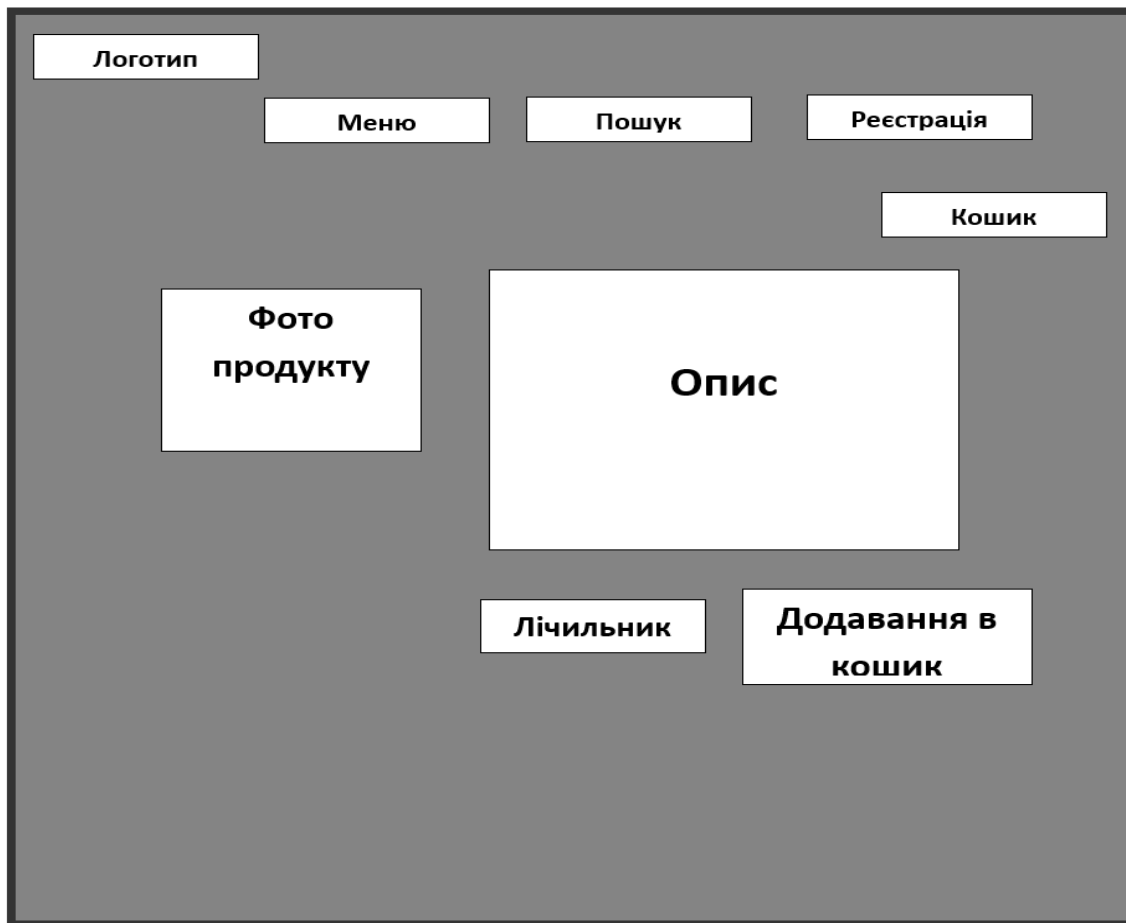 Логотип
Меню
Пошук
Реєстрація
Кошик
Фото
продукту
Опис
Лічильник
Додавання в
кошик